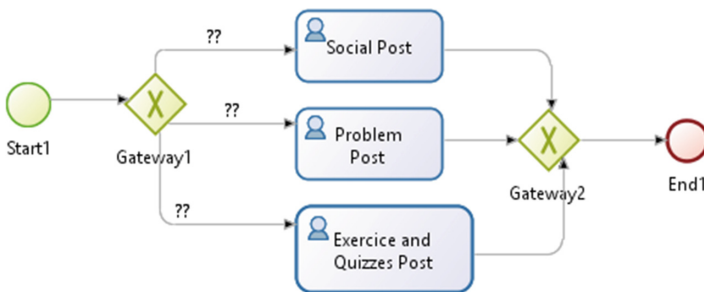 ??
Social Post
Start1
Gateway1
??
Problem
Post
Gateway2
End1
??
Exercice and
Quizzes Post